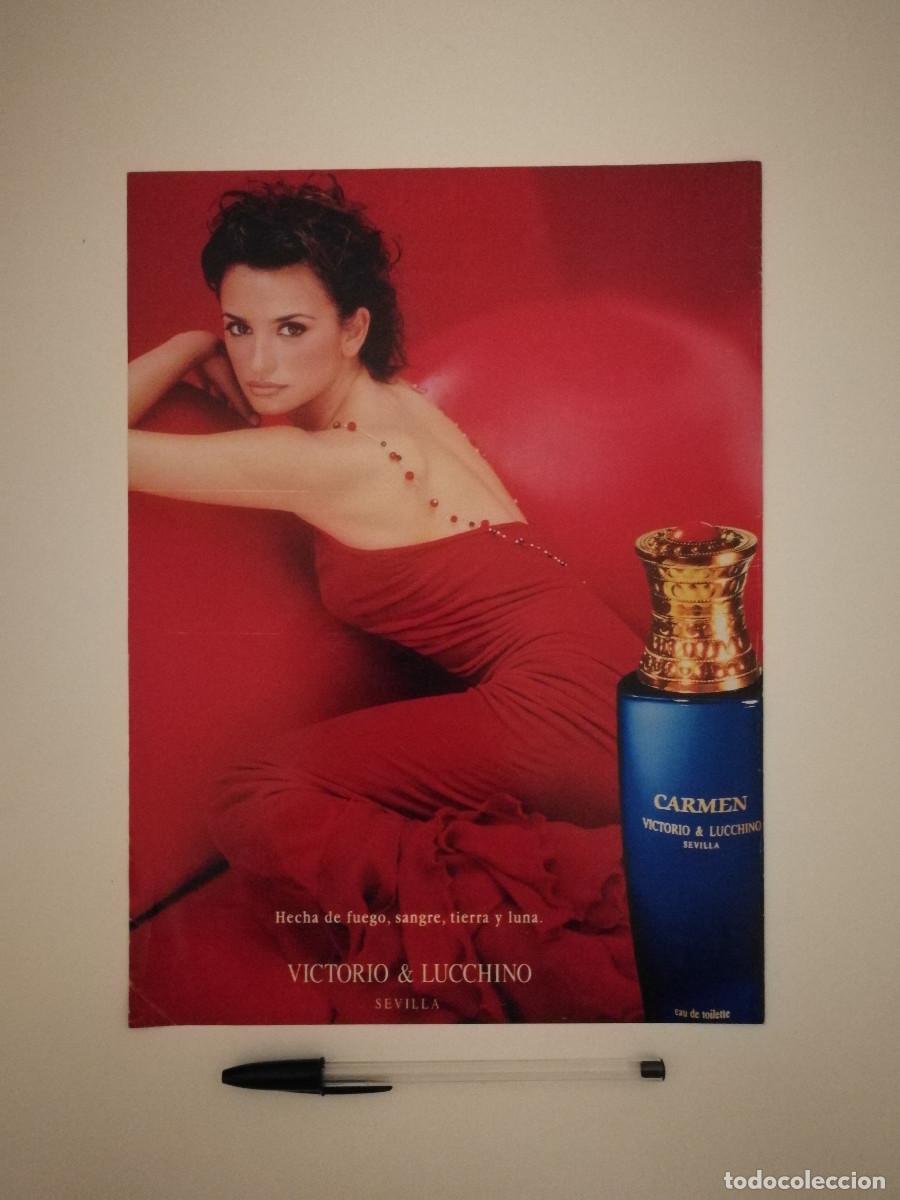 CARMEN
VICTORIO & LUCCHINO
SEVILLA
Hecha de fuego, sangre, tierra y luna.
VICTORIO & LUCCHINO
SEVILLA
eau de toilette
todocoleccion